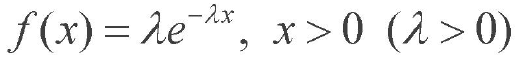 f(x) = λe^{-λx}, x > 0 (λ > 0)